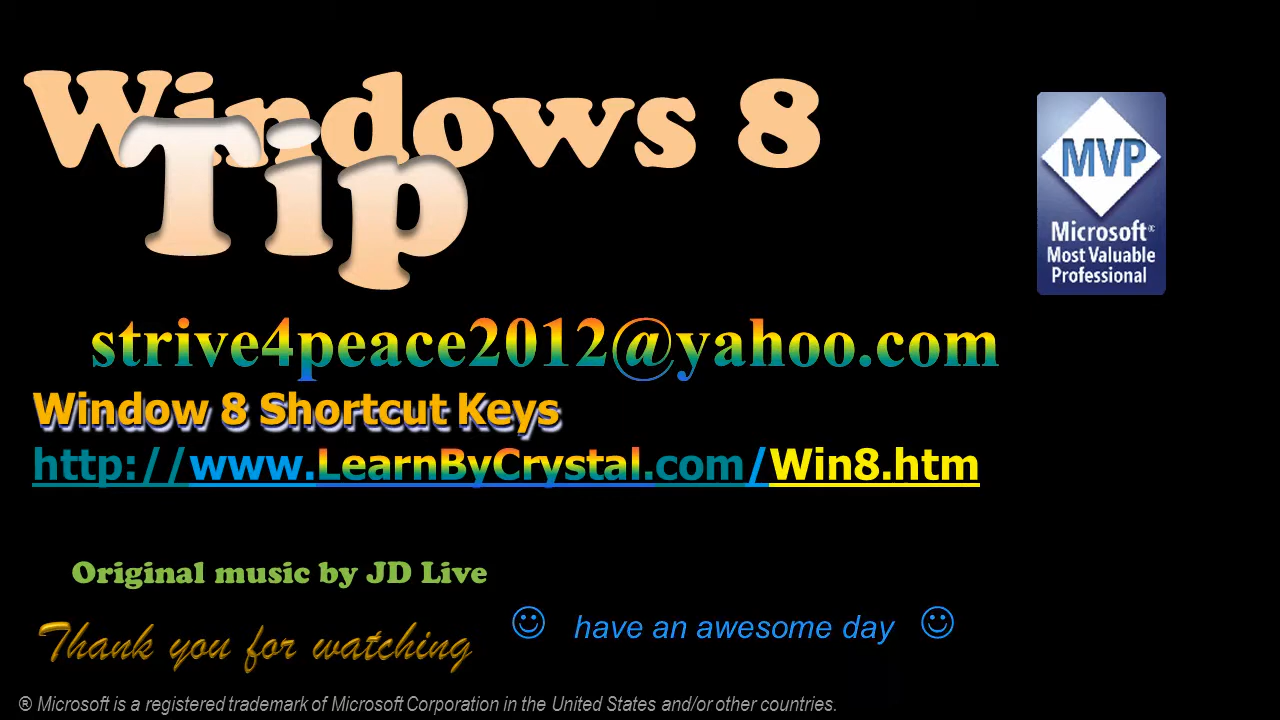 Windows 8
Tip
MVP
Microsoft®
Most Valuable
Professional
strive4peace2012@yahoo.com
Window 8 Shortcut Keys
http://www.LearnByCrystal.com/Win8.htm
Original music by JD Live
Thank you for watching
☺ have an awesome day ☺
® Microsoft is a registered trademark of Microsoft Corporation in the United States and/or other countries.